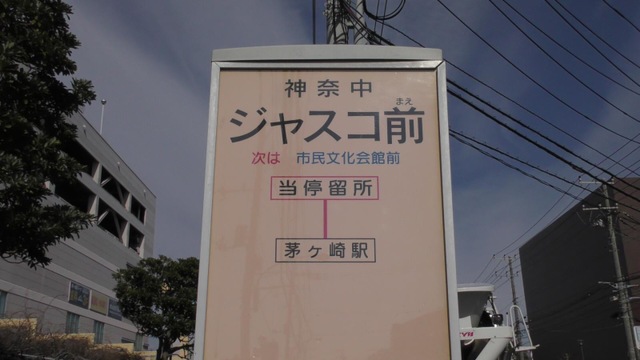 神奈中
まえ
ジャスコ前
次は 市民文化会館前
当停留所
茅ヶ崎駅